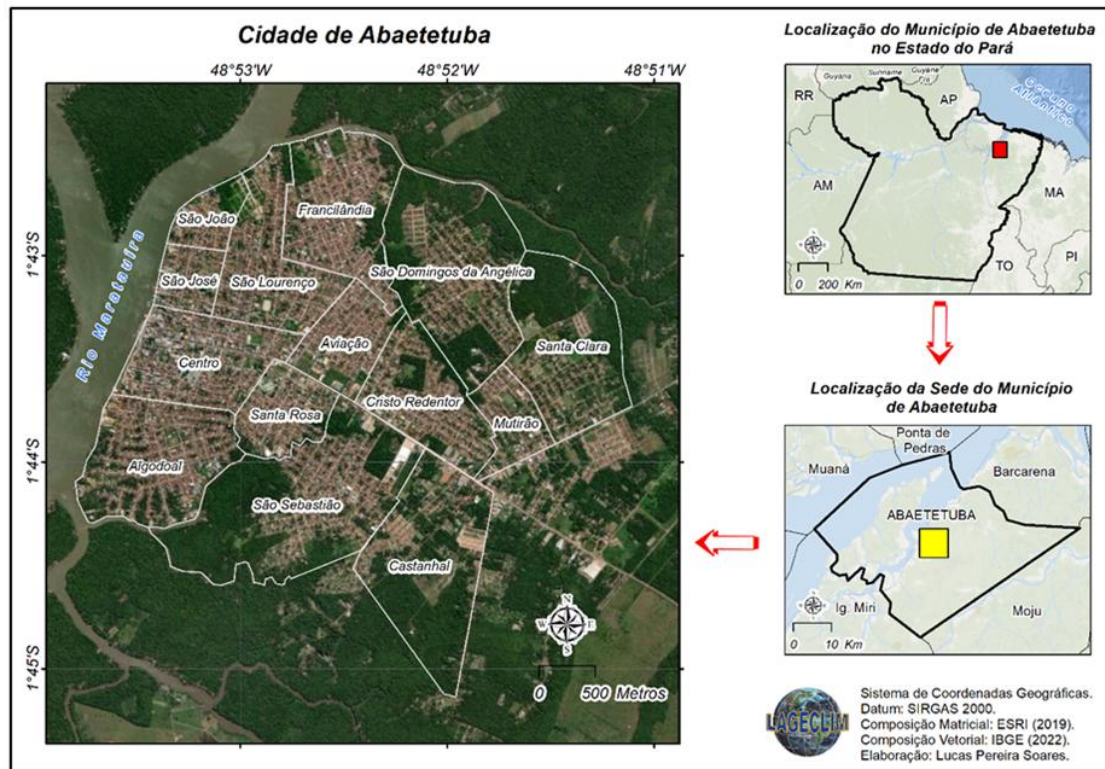 Cidade de Abaetetuba
48°53'W
48°52'W
48°51'W
1°43'S
1°44'S
1°45'S
Rio Maratauira
São João
Francilândia
São José
São Lourenço
São Domingos da Angélica
Centro
Aviação
Santa Clara
Santa Rosa
Cristo Redentor
Mutirão
Algodoal
São Sebastião
Castanhal
N
W
E
S
0
500 Metros
Localização do Município de Abaetetuba
no Estado do Pará
Guyana
Suriname
Guyane
Fra
RR
AP
Oceano
Atlântico
AM
MA
TO
PI
0
200 Km
Localização da Sede do Município
de Abaetetuba
Ponta de
Pedras
Muaná
Barcarena
ABAETETUBA
Ig. Miri
Moju
0
10 Km
LAGECLIM
Sistema de Coordenadas Geográficas.
Datum: SIRGAS 2000.
Composição Matricial: ESRI (2019).
Composição Vetorial: IBGE (2022).
Elaboração: Lucas Pereira Soares.